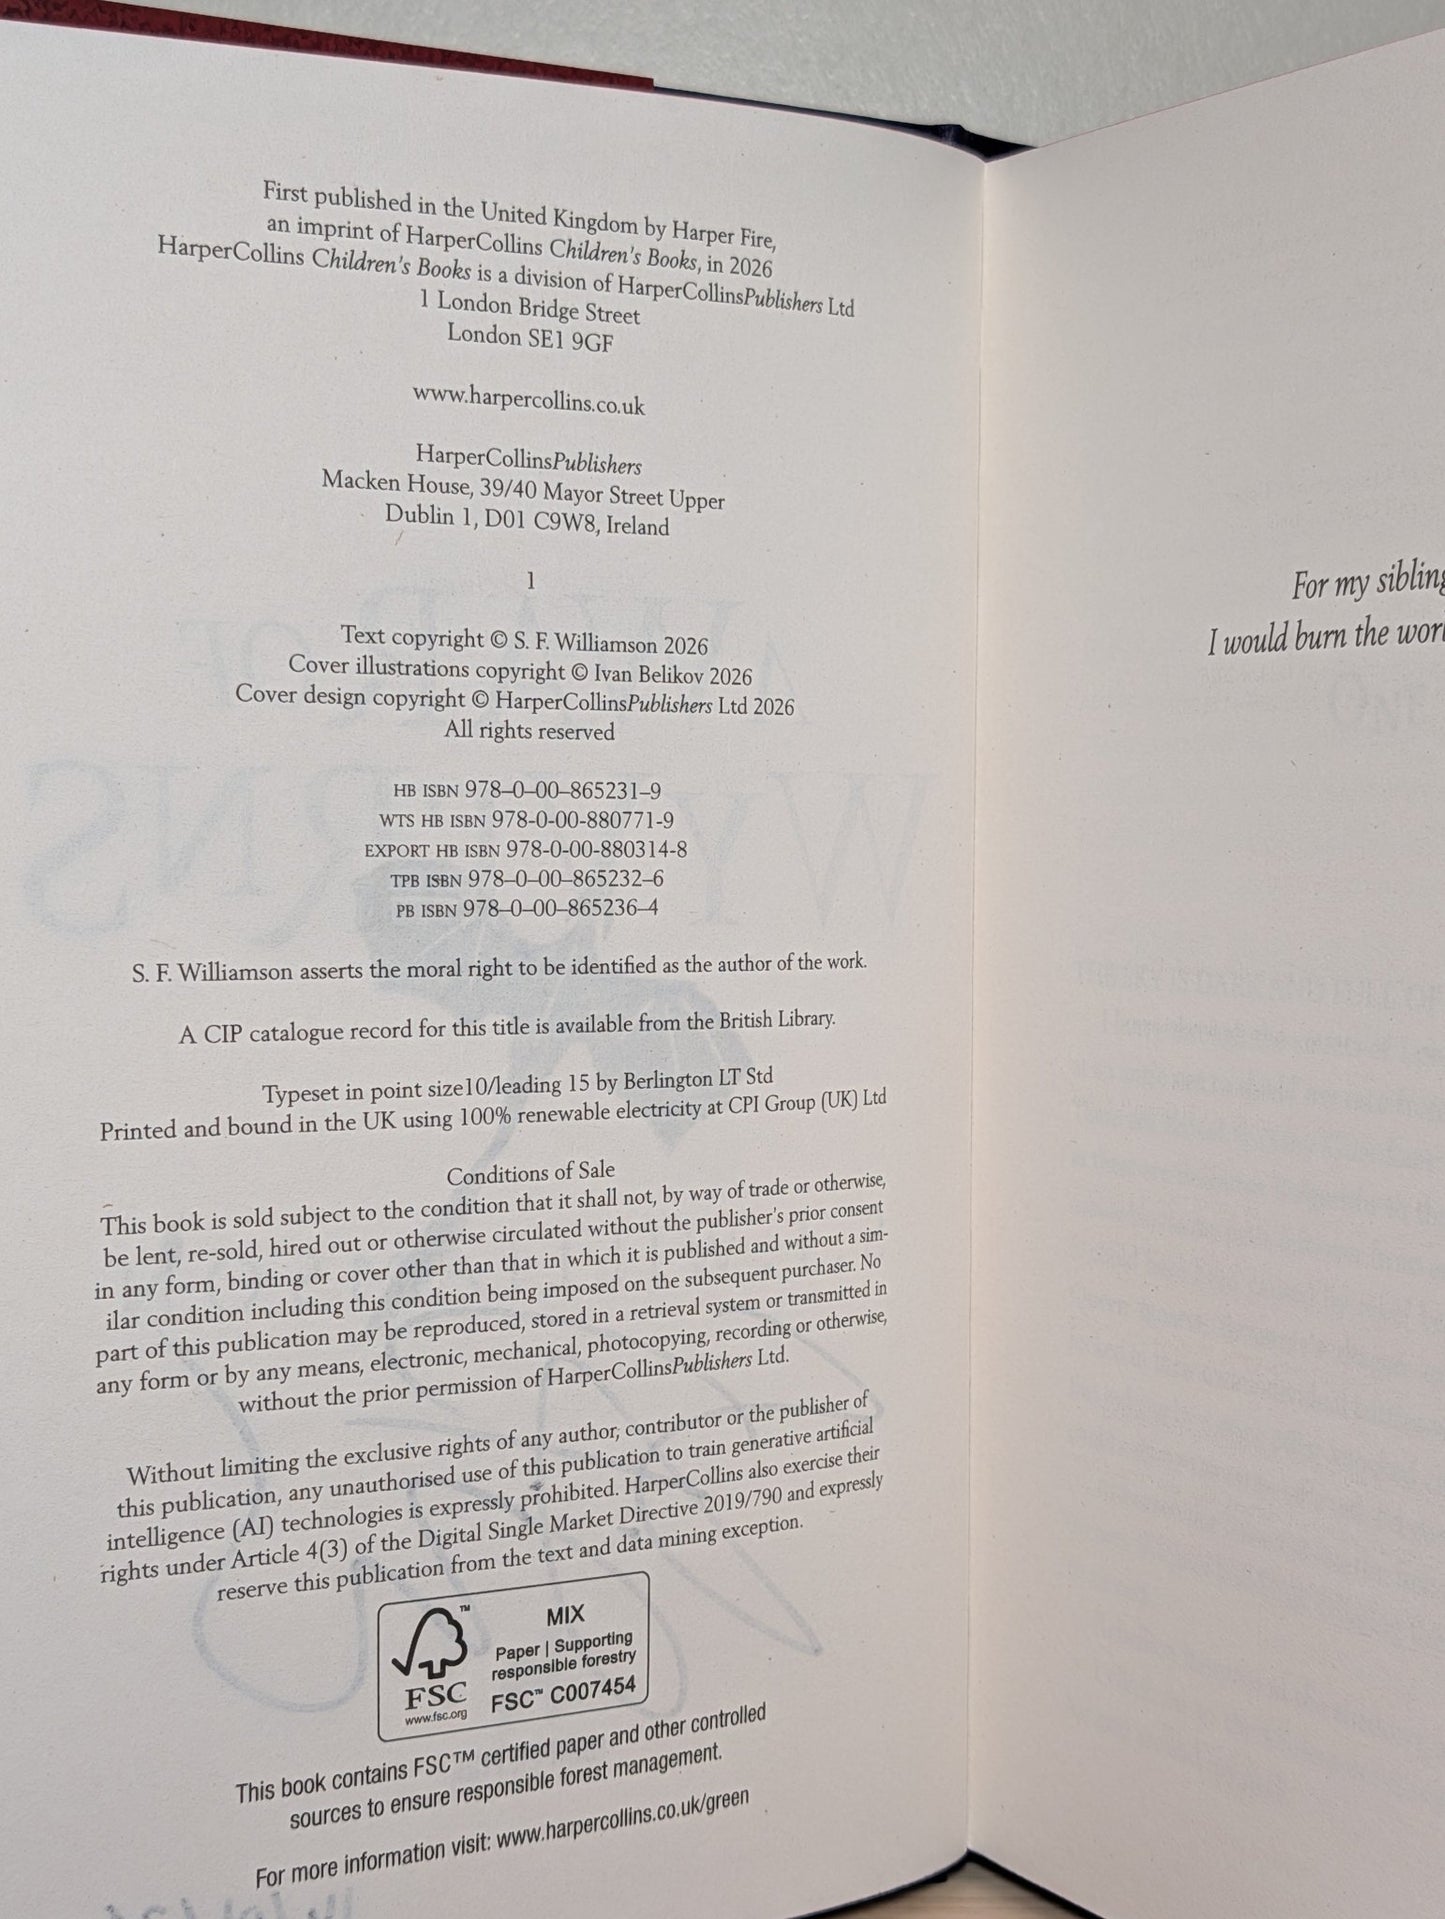 First published in the United Kingdom by Harper Fire,
an imprint of HarperCollins Children's Books, in 2026
HarperCollins Children's Books is a division of HarperCollinsPublishers Ltd
1 London Bridge Street
London SE1 9GF
www.harpercollins.co.uk
HarperCollinsPublishers
Macken House, 39/40 Mayor Street Upper
Dublin 1, D01 C9W8, Ireland
1
Text copyright © S. F. Williamson 2026
Cover illustrations copyright © Ivan Belikov 2026
Cover design copyright © HarperCollinsPublishers Ltd 2026
All rights reserved
HB ISBN 978–0–00–865231–9
WTS HB ISBN 978-0-00-880771-9
EXPORT HB ISBN 978-0-00-880314-8
TPB ISBN 978–0–00–865232–6
PB ISBN 978–0–00–865236–4
S. F. Williamson asserts the moral right to be identified as the author of the work.
A CIP catalogue record for this title is available from the British Library.
Typeset in point size10/leading 15 by Berlington LT Std
Printed and bound in the UK using 100% renewable electricity at CPI Group (UK) Ltd
Conditions of Sale
This book is sold subject to the condition that it shall not, by way of trade or otherwise,
be lent, re-sold, hired out or otherwise circulated without the publisher's prior consent
in any form, binding or cover other than that in which it is published and without a sim-
ilar condition including this condition being imposed on the subsequent purchaser. No
part of this publication may be reproduced, stored in a retrieval system or transmitted in
any form or by any means, electronic, mechanical, photocopying, recording or otherwise,
without the prior permission of HarperCollinsPublishers Ltd.
Without limiting the exclusive rights of any author, contributor or the publisher of
this publication, any unauthorised use of this publication to train generative artificial
intelligence (AI) technologies is expressly prohibited. HarperCollins also exercise their
rights under Article 4(3) of the Digital Single Market Directive 2019/790 and expressly
reserve this publication from the text and data mining exception.
FSC
www.fsc.org
MIX
Paper | Supporting
responsible forestry
FSC™ C007454
This book contains FSC™ certified paper and other controlled
sources to ensure responsible forest management.
For more information visit: www.harpercollins.co.uk/green
For my sibling
I would burn the worl